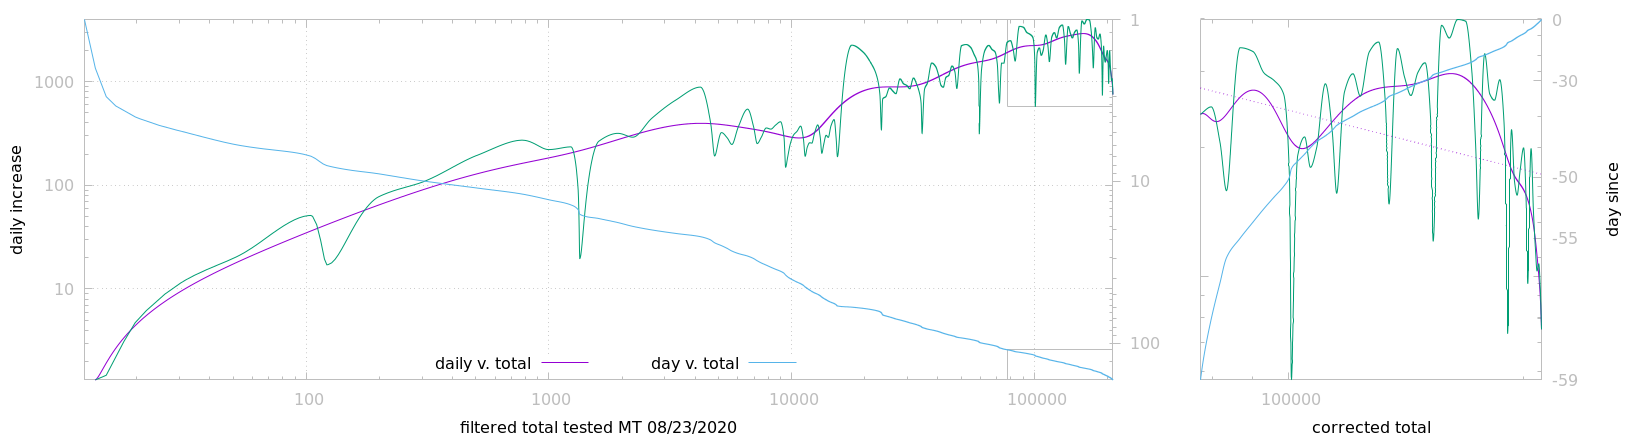 daily increase
1000
100
10
100
1000
10000
100000
filtered total tested MT 08/23/2020
daily v. total
day v. total
1
10
100
100000
corrected total
0
-30
-50
-55
-59
day since